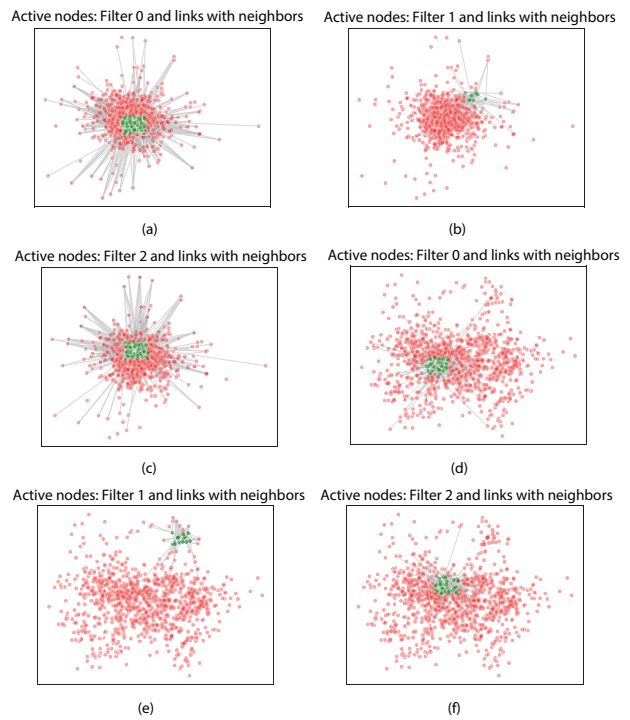 Active nodes: Filter 0 and links with neighbors
Active nodes: Filter 1 and links with neighbors
(a)
(b)
Active nodes: Filter 2 and links with neighbors
Active nodes: Filter 0 and links with neighbors
(c)
(d)
Active nodes: Filter 1 and links with neighbors
Active nodes: Filter 2 and links with neighbors
(e)
(f)